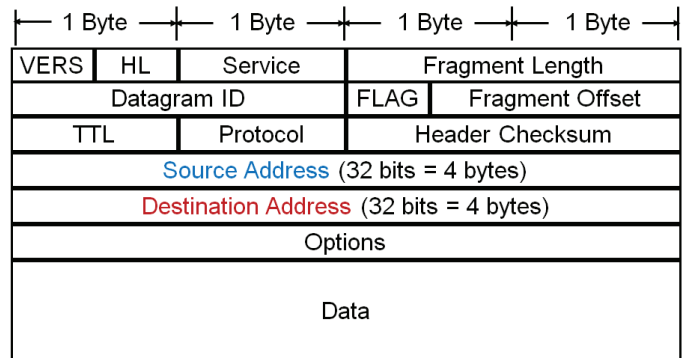 1 Byte 1 Byte 1 Byte 1 Byte
VERS HL Service Fragment Length
Datagram ID FLAG Fragment Offset
TTL Protocol Header Checksum
Source Address (32 bits = 4 bytes)
Destination Address (32 bits = 4 bytes)
Options
Data